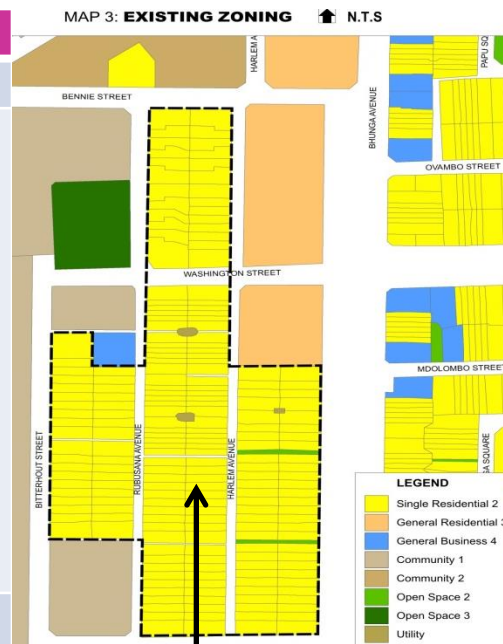 MAP 3: EXISTING ZONING N.T.S
HARLEM A
PAPU SQ
BENNIE STREET
BHUNGA AVENUE
OVAMBO STREET
WASHINGTON STREET
MDOLOMBO STREET
BITTERHOUT STREET
RUBUSANA AVENUE
HARLEM AVENUE
GA SQUARE
LEGEND
Single Residential 2
General Residential 3
General Business 4
Community 1
Community 2
Open Space 2
Open Space 3
Utility